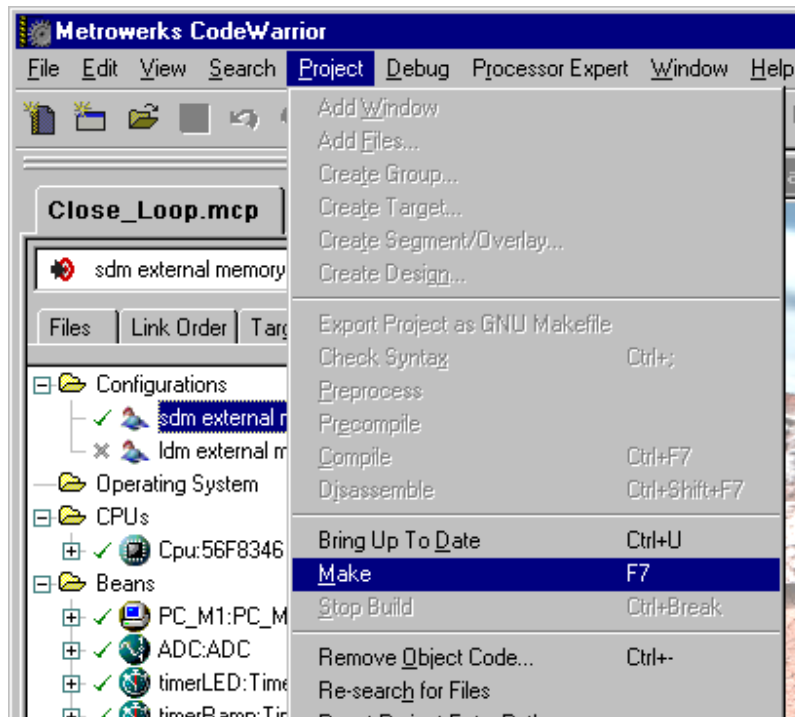 Metrowerks CodeWarrior
File Edit View Search Project Debug Processor Expert Window Help
Add Window
Add Files...
Create Group...
Create Target...
Create Segment/Overlay...
Create Design...
Close_Loop.mcp
sdm external memory
Files Link Order
Export Project as GNU Makefile
Check Syntax Ctrl+;
Preprocess
Precompile
Compile Ctrl+F7
Disassemble Ctrl+Shift+F7
Bring Up To Date Ctrl+U
Make F7
Stop Build Ctrl+Break
Remove Object Code... Ctrl+-
Re-search for Files
Configurations
sdm external
ldm external m
Operating System
CPUs
Cpu:56F8346
Beans
PC_M1:PC_M
ADC:ADC
timerLED:Time